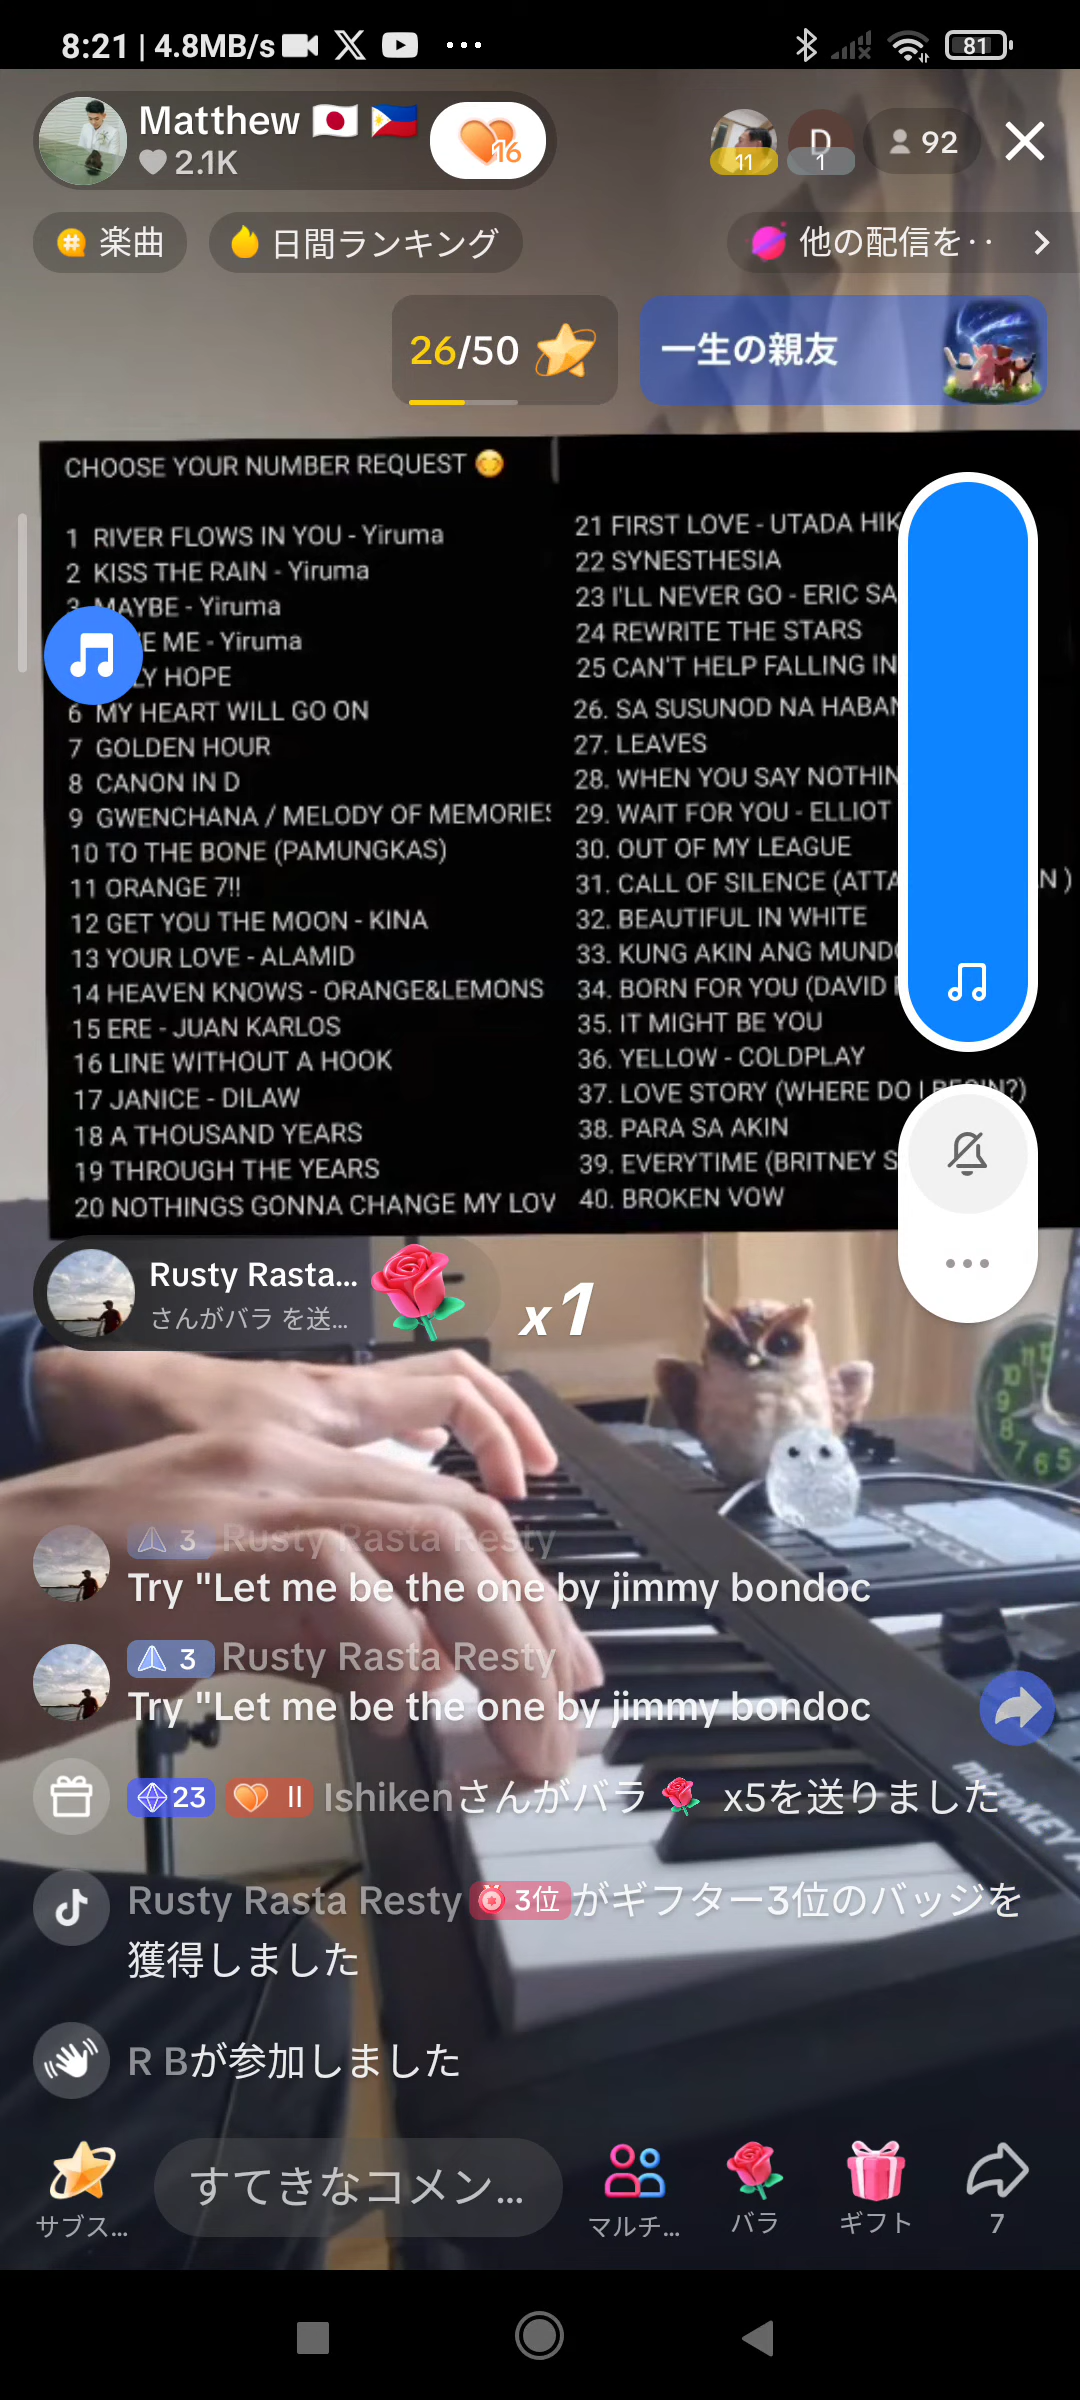 8:21 | 4.8MB/s
81
Matthew 🇯🇵 🇵🇭
2.1K
16
11
D
1
92
楽曲
日間ランキング
他の配信を‥
26/50
一生の親友
CHOOSE YOUR NUMBER REQUEST 😊
1 RIVER FLOWS IN YOU - Yiruma
2 KISS THE RAIN - Yiruma
3 MAYBE - Yiruma
ME - Yiruma
HOPE
6 MY HEART WILL GO ON
7 GOLDEN HOUR
8 CANON IN D
9 GWENCHANA / MELODY OF MEMORIES
10 TO THE BONE (PAMUNGKAS)
11 ORANGE 7!!
12 GET YOU THE MOON - KINA
13 YOUR LOVE - ALAMID
14 HEAVEN KNOWS - ORANGE&LEMONS
15 ERE - JUAN KARLOS
16 LINE WITHOUT A HOOK
17 JANICE - DILAW
18 A THOUSAND YEARS
19 THROUGH THE YEARS
20 NOTHINGS GONNA CHANGE MY LOV
21 FIRST LOVE - UTADA HIK
22 SYNESTHESIA
23 I'LL NEVER GO - ERIC SA
24 REWRITE THE STARS
25 CAN'T HELP FALLING IN
26. SA SUSUNOD NA HABAN
27. LEAVES
28. WHEN YOU SAY NOTHIN
29. WAIT FOR YOU - ELLIOT
30. OUT OF MY LEAGUE
31. CALL OF SILENCE (ATTA N )
32. BEAUTIFUL IN WHITE
33. KUNG AKIN ANG MUNDO
34. BORN FOR YOU (DAVID
35. IT MIGHT BE YOU
36. YELLOW - COLDPLAY
37. LOVE STORY (WHERE DO I BEGIN?)
38. PARA SA AKIN
39. EVERYTIME (BRITNEY S
40. BROKEN VOW
Rusty Rasta...
さんがバラ を送...
x1
3 Rusty Rasta Resty
Try "Let me be the one by jimmy bondoc
3 Rusty Rasta Resty
Try "Let me be the one by jimmy bondoc
23 II Ishikenさんがバラ 🌹 x5を送りました
Rusty Rasta Resty 3位 がギフター3位のバッジを
獲得しました
R Bが参加しました
microKEY
すてきなコメン...
サブス...
マルチ...
バラ
ギフト
7